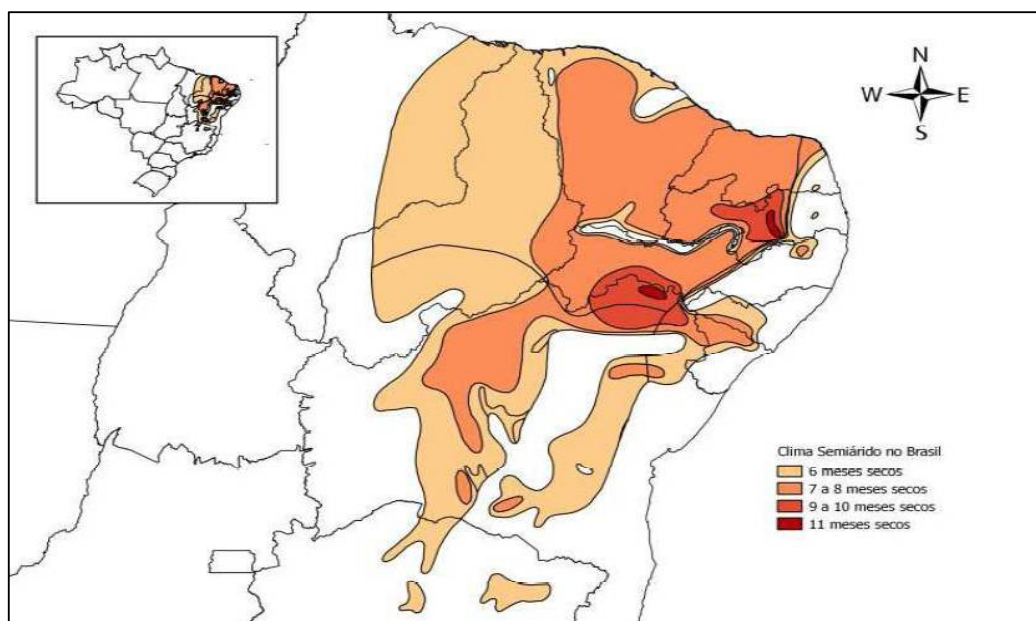 N
W E
S
Clima Semiárido no Brasil
6 meses secos
7 a 8 meses secos
9 a 10 meses secos
11 meses secos